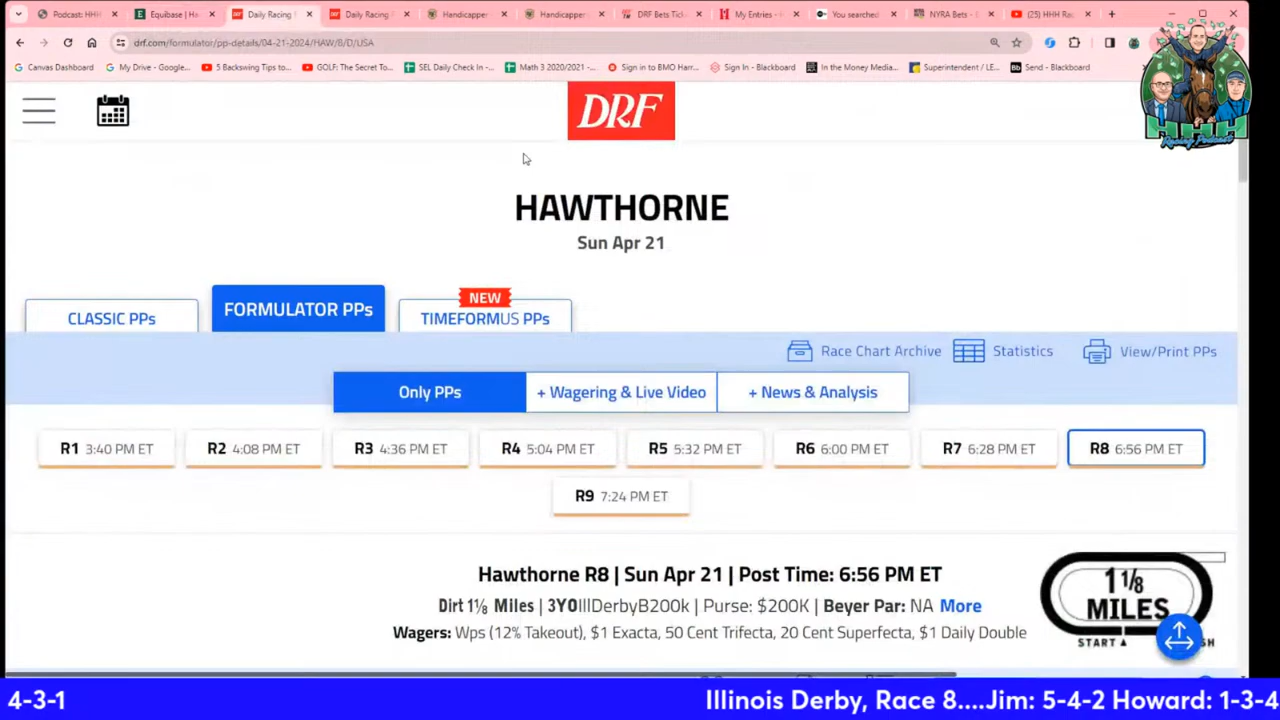 Podcast: HHH
Equibase | Ha
Daily Racing
Daily Racing
Handicapper
Handicapper
DRF Bets Tick
My Entries - H
You searched
NYRA Bets - L
(25) HHH Rac
drf.com/formulator/pp-details/04-21-2024/HAW/8/D/USA
Canvas Dashboard
My Drive - Google...
5 Backswing Tips to...
GOLF: The Secret To...
SEL Daily Check In -...
Math 3 2020/2021 -...
Sign in to BMO Harr...
Sign In - Blackboard
In the Money Media...
Superintendent / LE...
Send - Blackboard
DRF
HHH
Racing Podcast
HAWTHORNE
Sun Apr 21
CLASSIC PPs
FORMULATOR PPs
NEW
TIMEFORMUS PPs
Race Chart Archive
Statistics
View/Print PPs
Only PPs
+ Wagering & Live Video
+ News & Analysis
R1 3:40 PM ET
R2 4:08 PM ET
R3 4:36 PM ET
R4 5:04 PM ET
R5 5:32 PM ET
R6 6:00 PM ET
R7 6:28 PM ET
R8 6:56 PM ET
R9 7:24 PM ET
Hawthorne R8 | Sun Apr 21 | Post Time: 6:56 PM ET
Dirt 1⅛ Miles | 3YOIllDerbyB200k | Purse: $200K | Beyer Par: NA More
Wagers: Wps (12% Takeout), $1 Exacta, 50 Cent Trifecta, 20 Cent Superfecta, $1 Daily Double
1 1/8
MILES
START
SH
4-3-1
Illinois Derby, Race 8....Jim: 5-4-2 Howard: 1-3-4